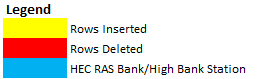 Legend
Rows Inserted
Rows Deleted
HEC RAS Bank/High Bank Station